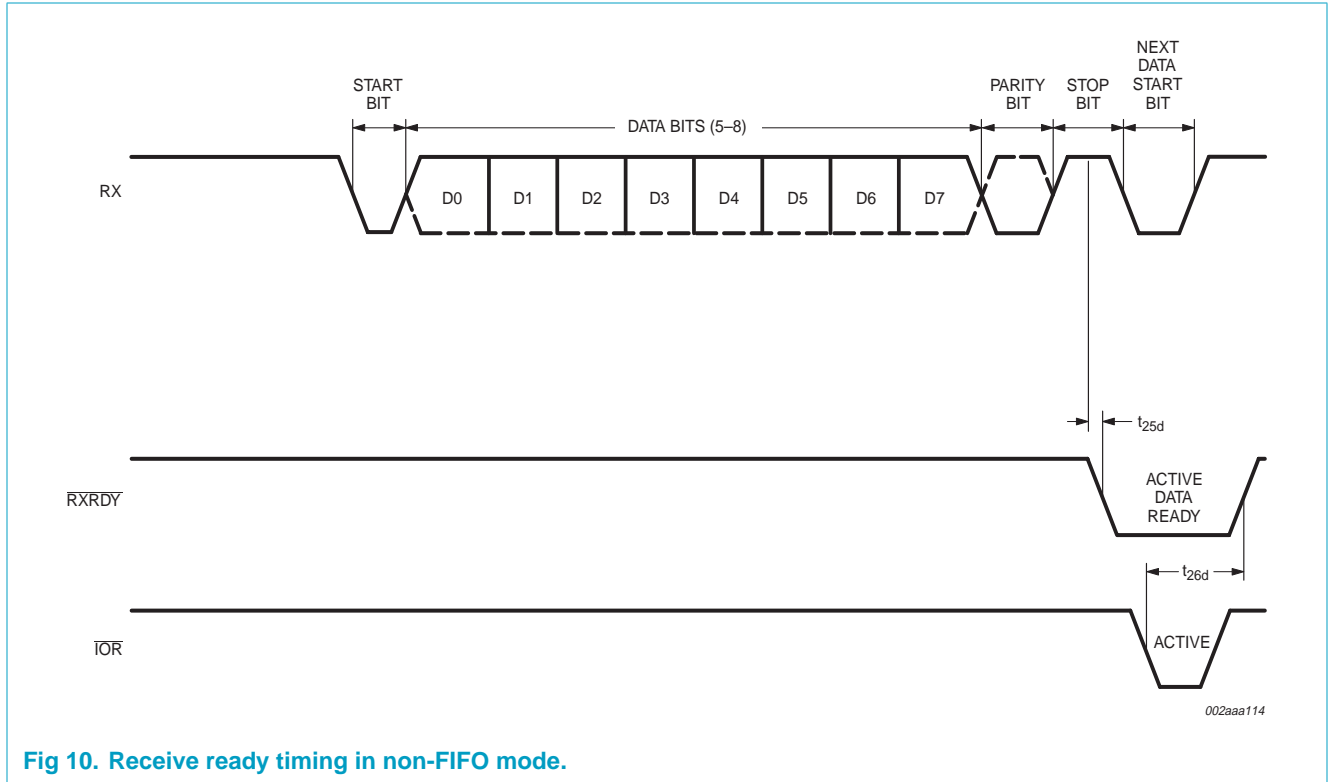 START
BIT
DATA BITS (5–8)
PARITY
BIT
STOP
BIT
NEXT
DATA
START
BIT
RX
D0
D1
D2
D3
D4
D5
D6
D7
t25d
RXRDY
ACTIVE
DATA
READY
t26d
IOR
ACTIVE
002aaa114
Fig 10. Receive ready timing in non-FIFO mode.